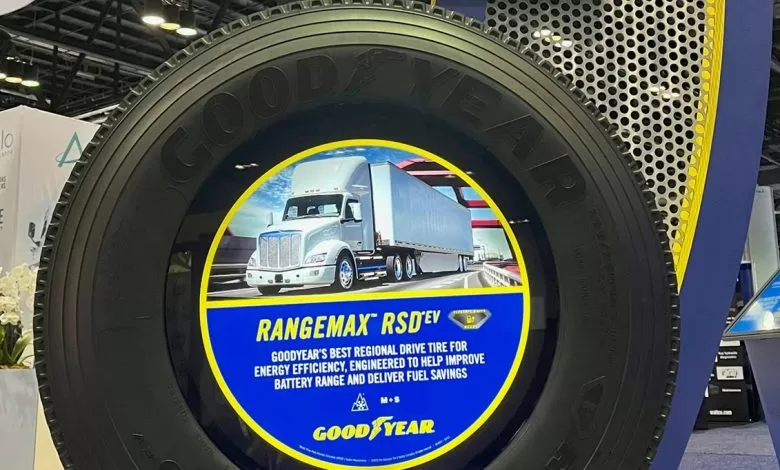 GOODYEAR
RANGEMAX™ RSD EV
GOODYEAR'S BEST REGIONAL DRIVE TIRE FOR
ENERGY EFFICIENCY, ENGINEERED TO HELP IMPROVE
BATTERY RANGE AND DELIVER FUEL SAVINGS
M+S
GOODYEAR